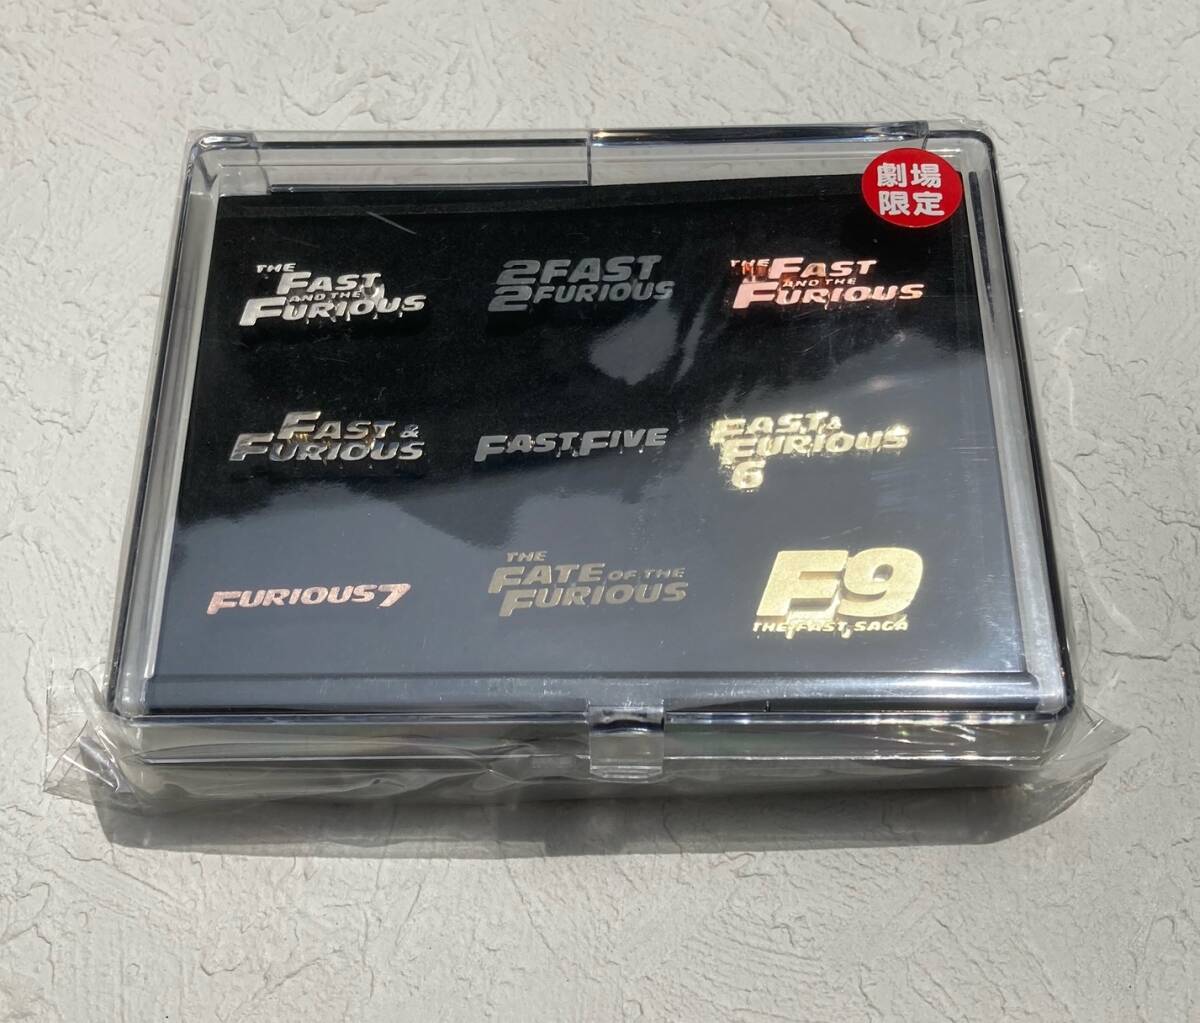 劇場
限定
THE
FAST
AND THE
FURIOUS
2FAST
2FURIOUS
THE
FAST
AND THE
FURIOUS
FAST &
FURIOUS
FAST FIVE
FAST &
FURIOUS
6
FURIOUS 7
THE
FATE OF THE
FURIOUS
F9
THE FAST SAGA